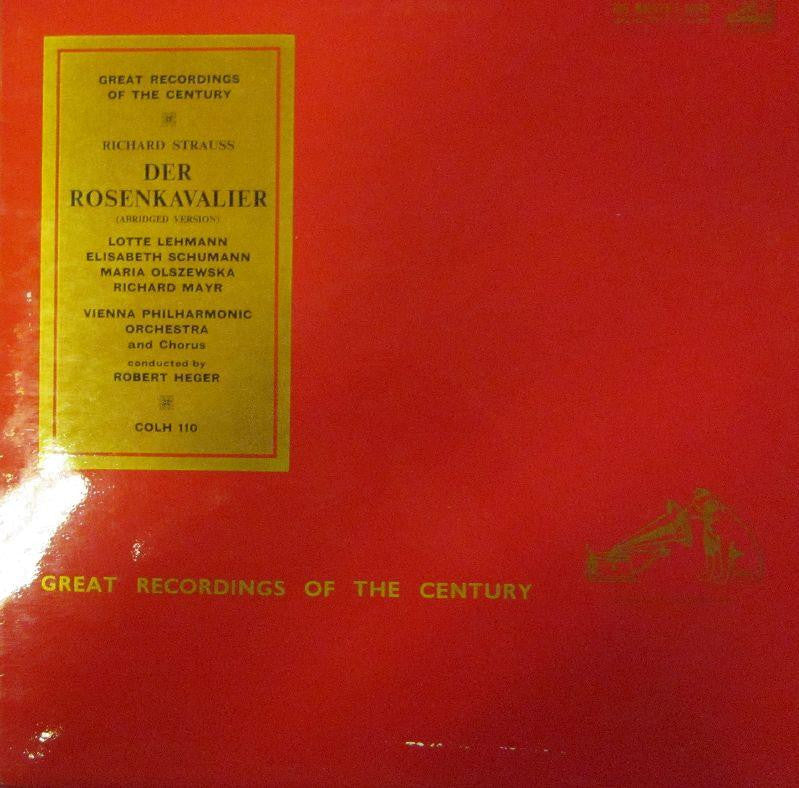 GREAT RECORDINGS
OF THE CENTURY
RICHARD STRAUSS
DER
ROSENKAVALIER
(ABRIDGED VERSION)
LOTTE LEHMANN
ELISABETH SCHUMANN
MARIA OLSZEWSKA
RICHARD MAYR
VIENNA PHILHARMONIC
ORCHESTRA
and Chorus
conducted by
ROBERT HEGER
COLH 110
GREAT RECORDINGS OF THE CENTURY